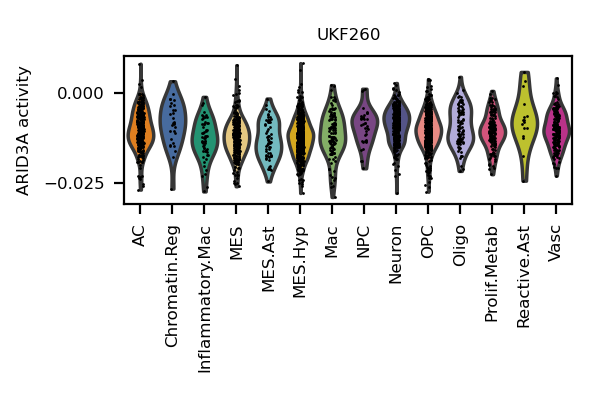 UKF260
ARID3A activity
0.000
−0.025
AC
Chromatin.Reg
Inflammatory.Mac
MES
MES.Ast
MES.Hyp
Mac
NPC
Neuron
OPC
Oligo
Prolif.Metab
Reactive.Ast
Vasc